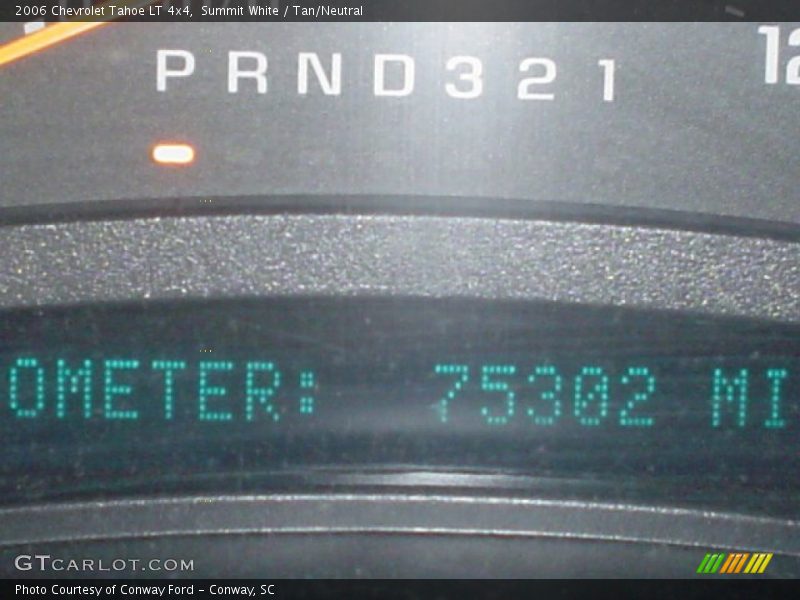 2006 Chevrolet Tahoe LT 4x4, Summit White / Tan/Neutral
P R N D 3 2 1
OMETER: 75302 MI
GTCARLOT.COM
Photo Courtesy of Conway Ford - Conway, SC